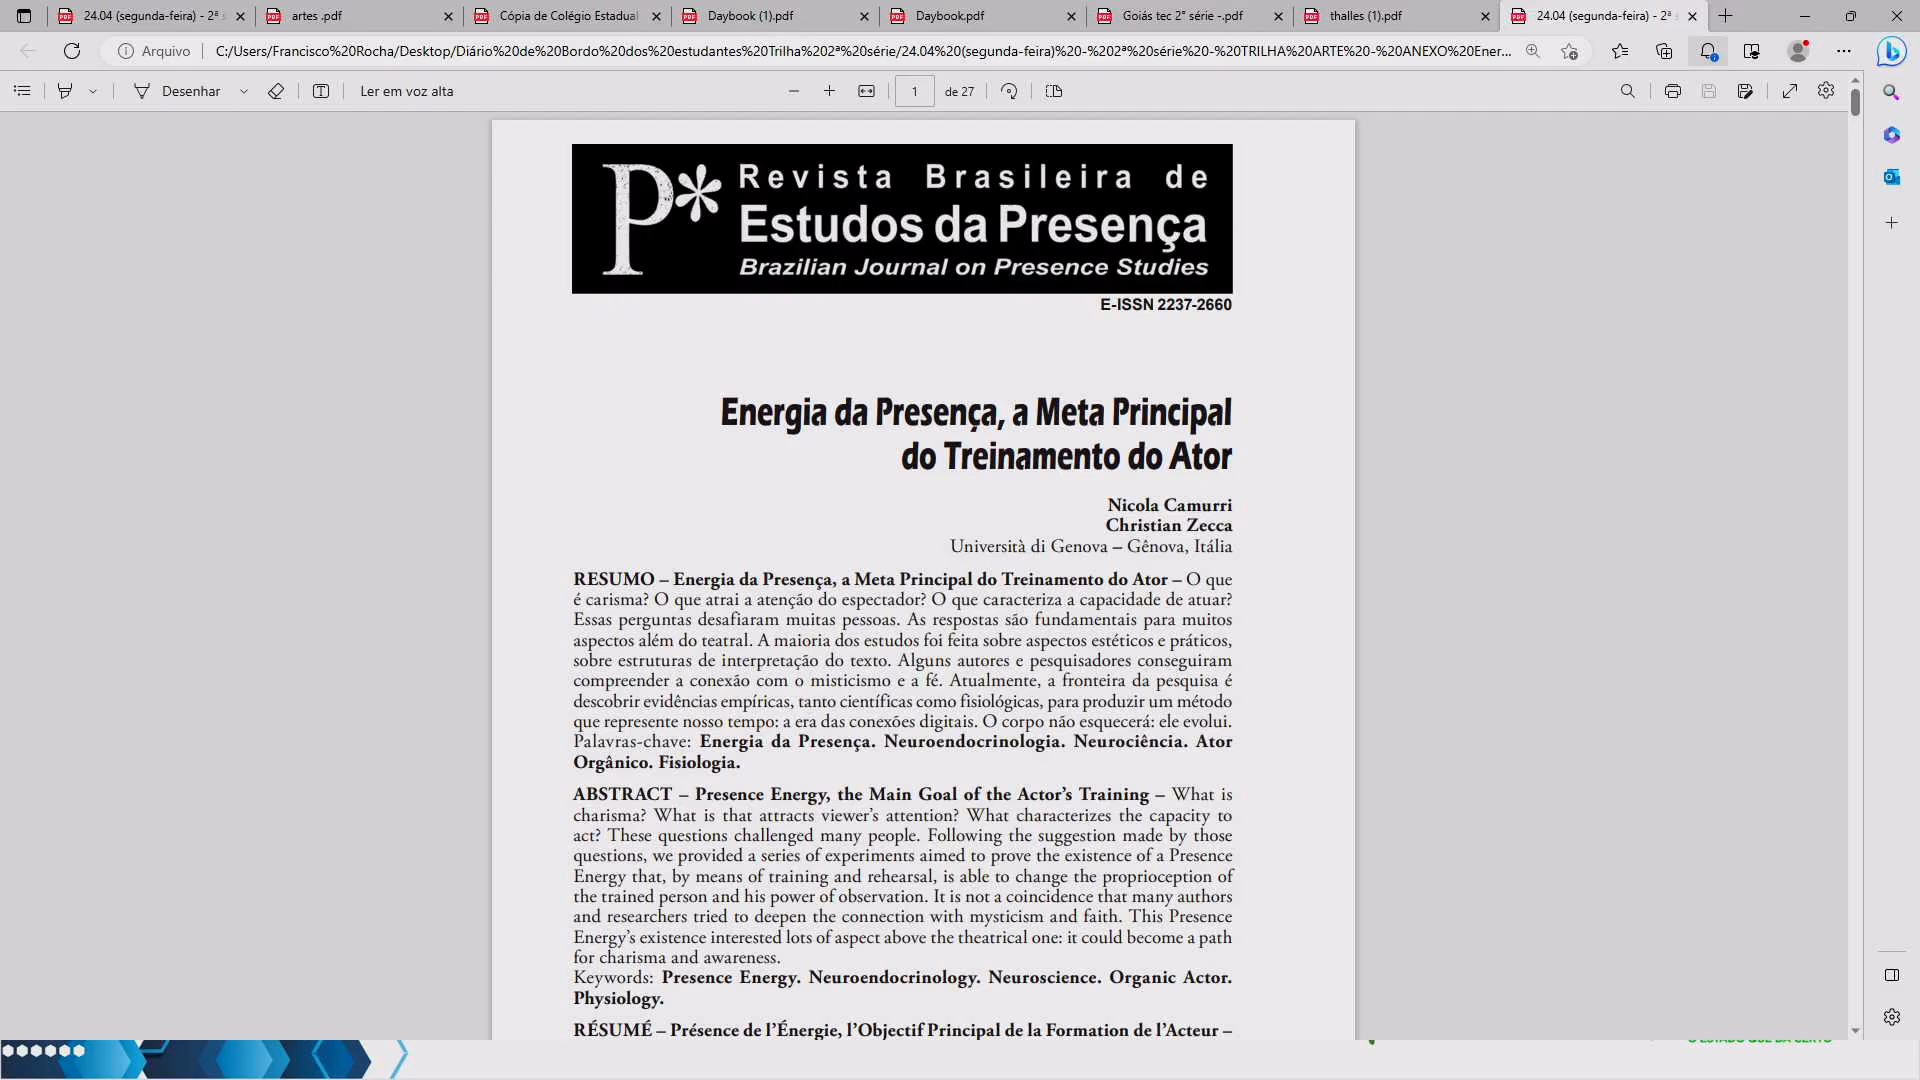 24.04 (segunda-feira) - 2ª
artes .pdf
Cópia de Colégio Estadual
Daybook (1).pdf
Daybook.pdf
Goiás tec 2° série -.pdf
thalles (1).pdf
24.04 (segunda-feira) - 2ª
Arquivo
C:/Users/Francisco%20Rocha/Desktop/Diário%20de%20Bordo%20dos%20estudantes%20Trilha%202ª%20série/24.04%20(segunda-feira)%20-%202ª%20série%20-%20TRILHA%20ARTE%20-%20ANEXO%20Ener...
Desenhar
Ler em voz alta
1
de 27
P* Revista Brasileira de
Estudos da Presença
Brazilian Journal on Presence Studies
E-ISSN 2237-2660
Energia da Presença, a Meta Principal
do Treinamento do Ator
Nicola Camurri
Christian Zecca
Università di Genova – Gênova, Itália
RESUMO – Energia da Presença, a Meta Principal do Treinamento do Ator – O que
é carisma? O que atrai a atenção do espectador? O que caracteriza a capacidade de atuar?
Essas perguntas desafiaram muitas pessoas. As respostas são fundamentais para muitos
aspectos além do teatral. A maioria dos estudos foi feita sobre aspectos estéticos e práticos,
sobre estruturas de interpretação do texto. Alguns autores e pesquisadores conseguiram
compreender a conexão com o misticismo e a fé. Atualmente, a fronteira da pesquisa é
descobrir evidências empíricas, tanto científicas como fisiológicas, para produzir um método
que represente nosso tempo: a era das conexões digitais. O corpo não esquecerá: ele evolui.
Palavras-chave: Energia da Presença. Neuroendocrinologia. Neurociência. Ator
Orgânico. Fisiologia.
ABSTRACT – Presence Energy, the Main Goal of the Actor's Training – What is
charisma? What is that attracts viewer's attention? What characterizes the capacity to
act? These questions challenged many people. Following the suggestion made by those
questions, we provided a series of experiments aimed to prove the existence of a Presence
Energy that, by means of training and rehearsal, is able to change the proprioception of
the trained person and his power of observation. It is not a coincidence that many authors
and researchers tried to deepen the connection with mysticism and faith. This Presence
Energy's existence interested lots of aspect above the theatrical one: it could become a path
for charisma and awareness.
Keywords: Presence Energy. Neuroendocrinology. Neuroscience. Organic Actor.
Physiology.
RÉSUMÉ – Présence de l'Énergie, l'Objectif Principal de la Formation de l'Acteur –